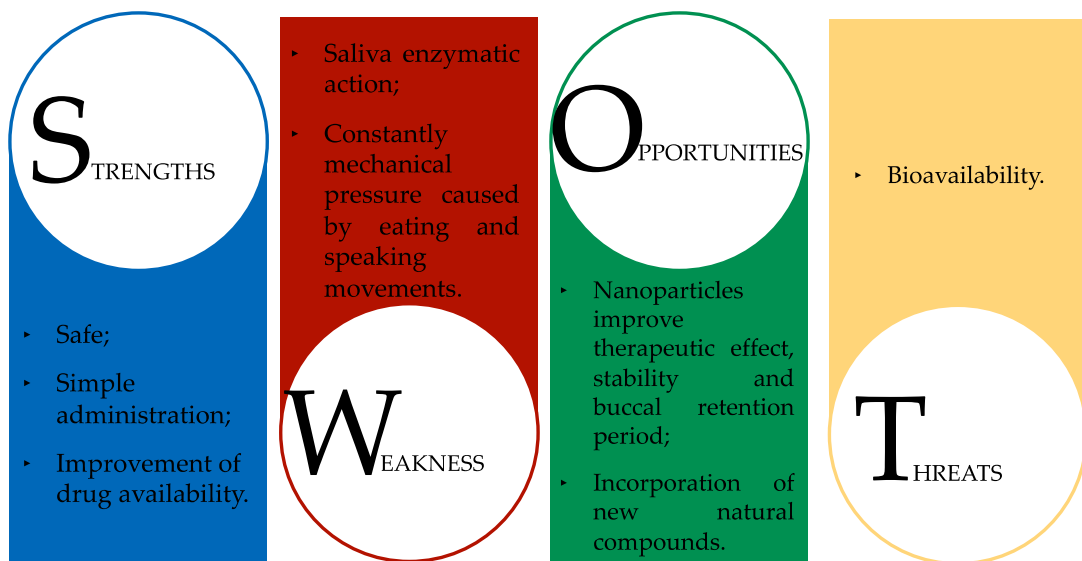 STRENGTHS
‣ Safe;
‣ Simple
administration;
‣ Improvement of
drug availability.
‣ Saliva enzymatic
action;
‣ Constantly
mechanical
pressure caused
by eating and
speaking
movements.
WEAKNESS
OPPORTUNITIES
‣ Nanoparticles
improve
therapeutic effect,
stability and
buccal retention
period;
‣ Incorporation of
new natural
compounds.
‣ Bioavailability.
THREATS